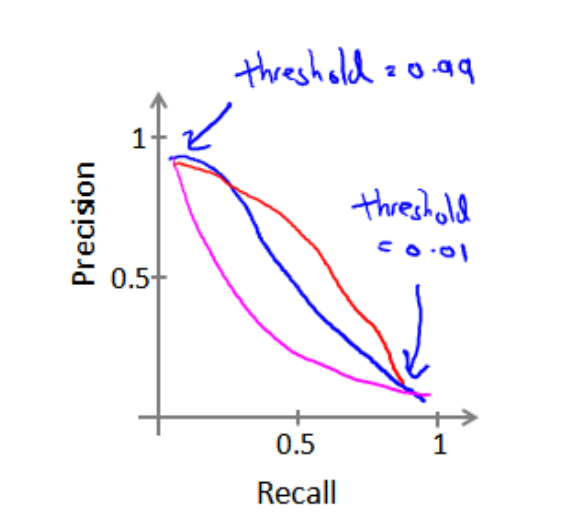 threshold = 0.99
1
Precision
threshold
= 0.01
0.5
0.5
1
Recall